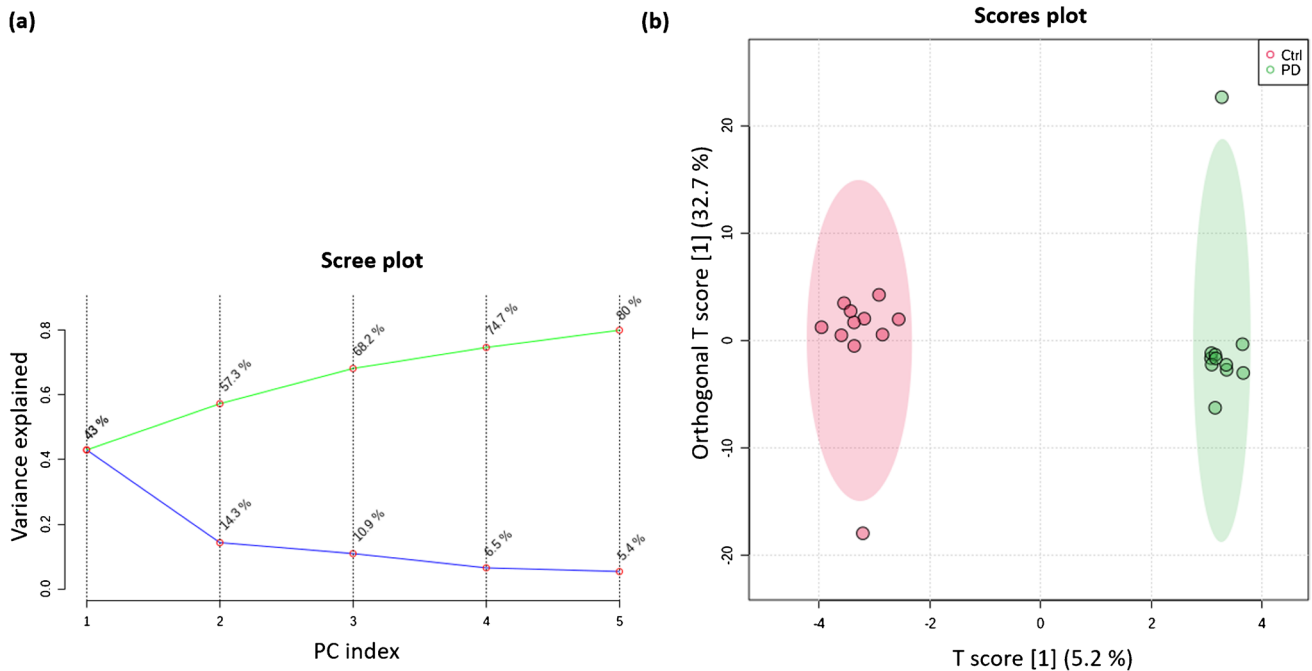 (a)
Scree plot
Variance explained
0.8
0.6
0.4
0.2
0.0
43 %
57.3 %
68.2 %
74.7 %
80 %
14.3 %
10.9 %
6.5 %
5.4 %
1 2 3 4 5
PC index
(b)
Scores plot
Ctrl
PD
Orthogonal T score [1] (32.7 %)
20
10
0
-10
-20
-4 -2 0 2 4
T score [1] (5.2 %)